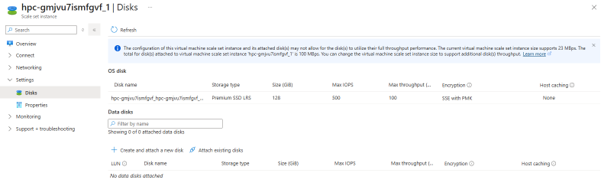 hpc-gmjvu7ismfgvf_1 | Disks
Scale set instance
Search
Overview
Connect
Networking
Settings
Disks
Properties
Monitoring
Support + troubleshooting
Refresh
The configuration of this virtual machine scale set instance and its attached disk(s) may not allow for the disk(s) to utilize their full throughput performance. The current virtual machine scale set instance supports 23 MBps. The
total for disk(s) attached to virtual machine scale set instance 'hpc-gmjvu7ismfgvf_1' is 100 MBps. You can change the virtual machine scale set instance size to support additional disk(s) throughput. Learn more
OS disk
Disk name Storage type Size (GiB) Max IOPS Max throughput (... Encryption Host caching
hpc-gmjvu7ismfgvf_hpc-gmjvu7ismfgvf_... Premium SSD LRS 128 500 100 SSE with PMK None
Data disks
Filter by name
Showing 0 of 0 attached data disks
Create and attach a new disk Attach existing disks
LUN Disk name Storage type Size (GiB) Max IOPS Max throughput (... Encryption Host caching
No data disks attached